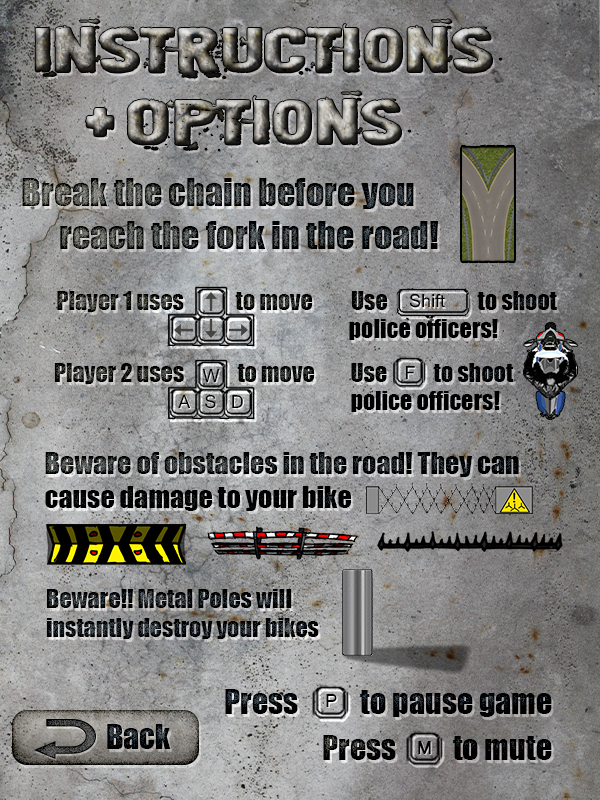 INSTRUCTIONS
+ OPTIONS
Break the chain before you
reach the fork in the road!
Player 1 uses ↑ to move
← ↓ →
Use Shift to shoot
police officers!
Player 2 uses W to move
A S D
Use F to shoot
police officers!
Beware of obstacles in the road! They can
cause damage to your bike
Beware!! Metal Poles will
instantly destroy your bikes
Press P to pause game
Back
Press M to mute